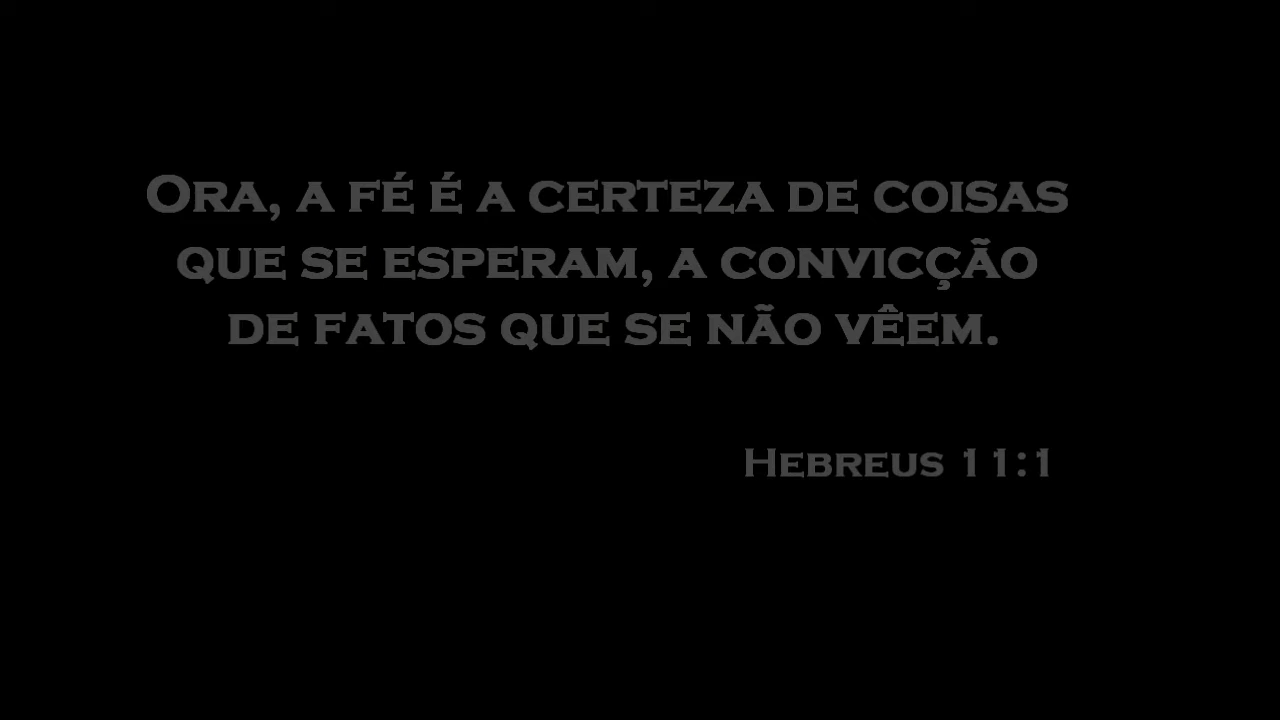 Ora, a fé é a certeza de coisas
que se esperam, a convicção
de fatos que se não vêem.
Hebreus 11:1